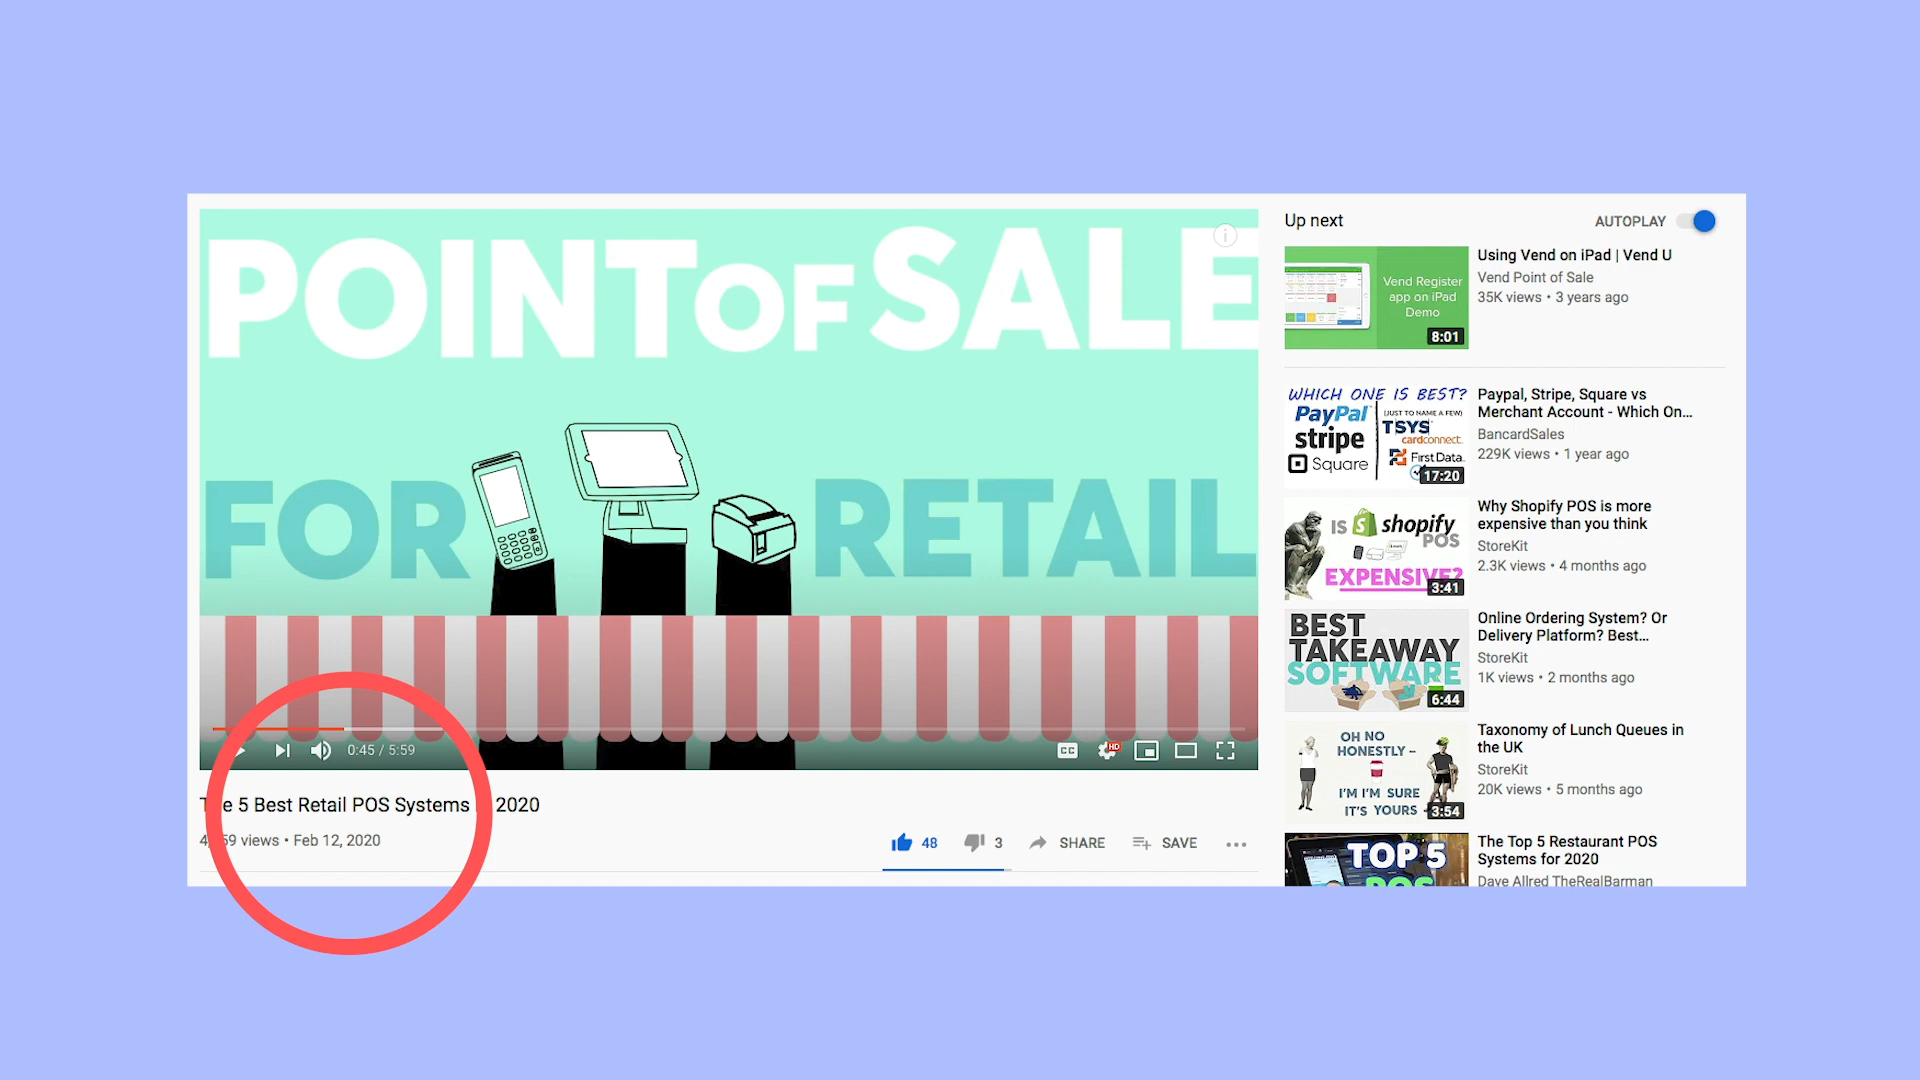 POINT OF SALE
FOR RETAIL
0:45 / 5:59
CC
HD
5 Best Retail POS Systems 2020
views • Feb 12, 2020
48
3
SHARE
SAVE
Up next
AUTOPLAY
Vend Register
app on iPad
Demo
8:01
Using Vend on iPad | Vend U
Vend Point of Sale
35K views • 3 years ago
WHICH ONE IS BEST?
PayPal
(JUST TO NAME A FEW)
stripe
TSYS
cardconnect.
Square
First Data.
17:20
Paypal, Stripe, Square vs
Merchant Account - Which On...
BancardSales
229K views • 1 year ago
IS shopify
POS
EXPENSIVE?
3:41
Why Shopify POS is more
expensive than you think
StoreKit
2.3K views • 4 months ago
BEST
TAKEAWAY
SOFTWARE
6:44
Online Ordering System? Or
Delivery Platform? Best...
StoreKit
1K views • 2 months ago
OH NO
HONESTLY –
I'M I'M SURE
IT'S YOURS -
3:54
Taxonomy of Lunch Queues in
the UK
StoreKit
20K views • 5 months ago
TOP 5
POS
The Top 5 Restaurant POS
Systems for 2020
Dave Allred TheRealBarman